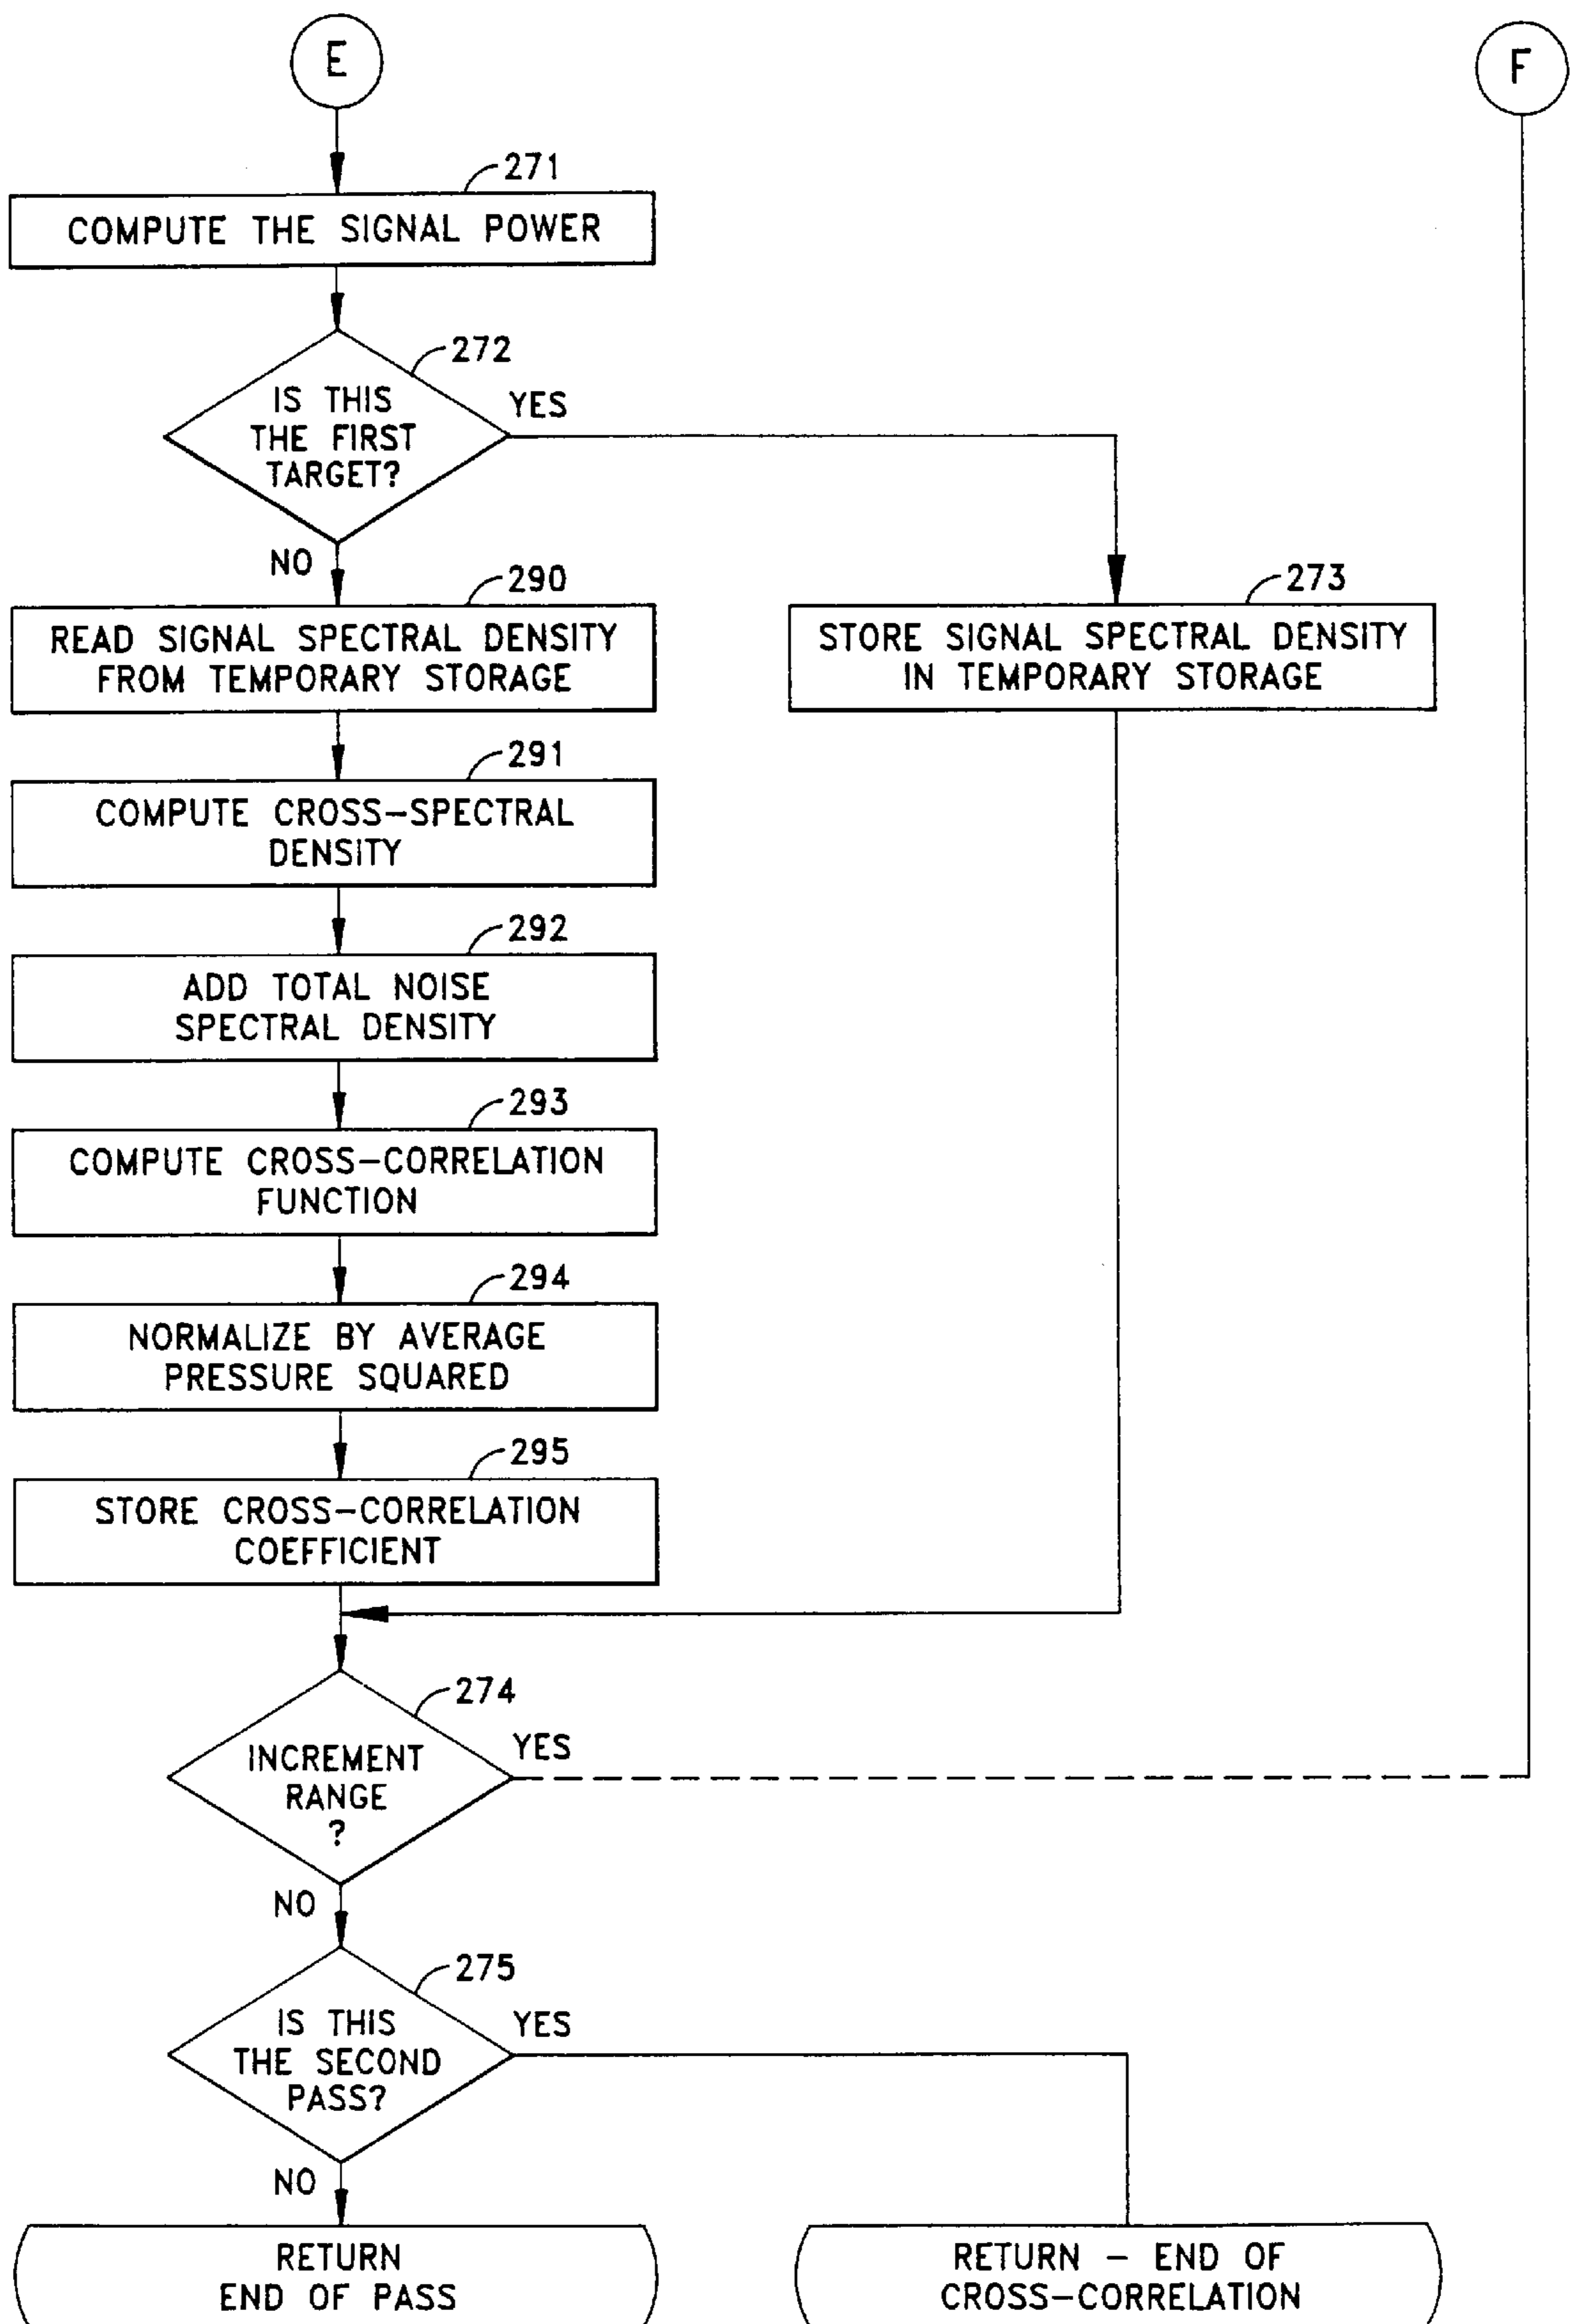 E
F
271
COMPUTE THE SIGNAL POWER
272
IS THIS
THE FIRST
TARGET?
YES
NO
290
READ SIGNAL SPECTRAL DENSITY
FROM TEMPORARY STORAGE
273
STORE SIGNAL SPECTRAL DENSITY
IN TEMPORARY STORAGE
291
COMPUTE CROSS-SPECTRAL
DENSITY
292
ADD TOTAL NOISE
SPECTRAL DENSITY
293
COMPUTE CROSS-CORRELATION
FUNCTION
294
NORMALIZE BY AVERAGE
PRESSURE SQUARED
295
STORE CROSS-CORRELATION
COEFFICIENT
274
INCREMENT
RANGE
?
YES
NO
275
IS THIS
THE SECOND
PASS?
YES
NO
RETURN
END OF PASS
RETURN - END OF
CROSS-CORRELATION